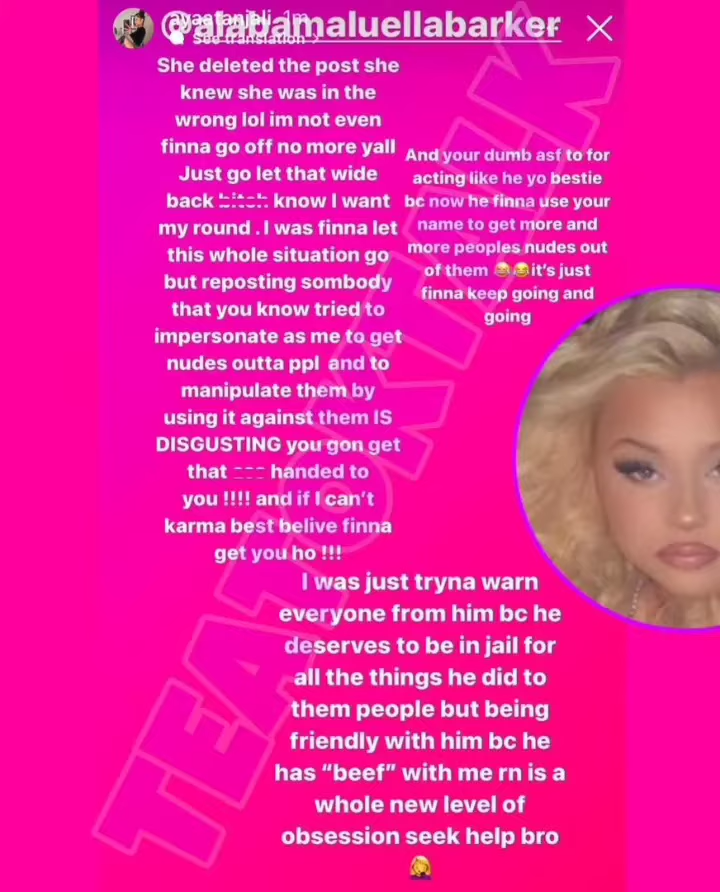 @alabamaluellabarker
ayaatanjali 1m
See translation
She deleted the post she
knew she was in the
wrong lol im not even
finna go off no more yall
Just go let that wide
back bitch know I want
my round . I was finna let
this whole situation go
but reposting sombody
that you know tried to
impersonate as me to get
nudes outta ppl and to
manipulate them by
using it against them IS
DISGUSTING you gon get
that handed to
you !!!! and if I can't
karma best belive finna
get you ho !!!
And your dumb asf to for
acting like he yo bestie
bc now he finna use your
name to get more and
more peoples nudes out
of them 😂😂it's just
finna keep going and
going
I was just tryna warn
everyone from him bc he
deserves to be in jail for
all the things he did to
them people but being
friendly with him bc he
has “beef” with me rn is a
whole new level of
obsession seek help bro
🤦‍♀️
TEATOKTALK